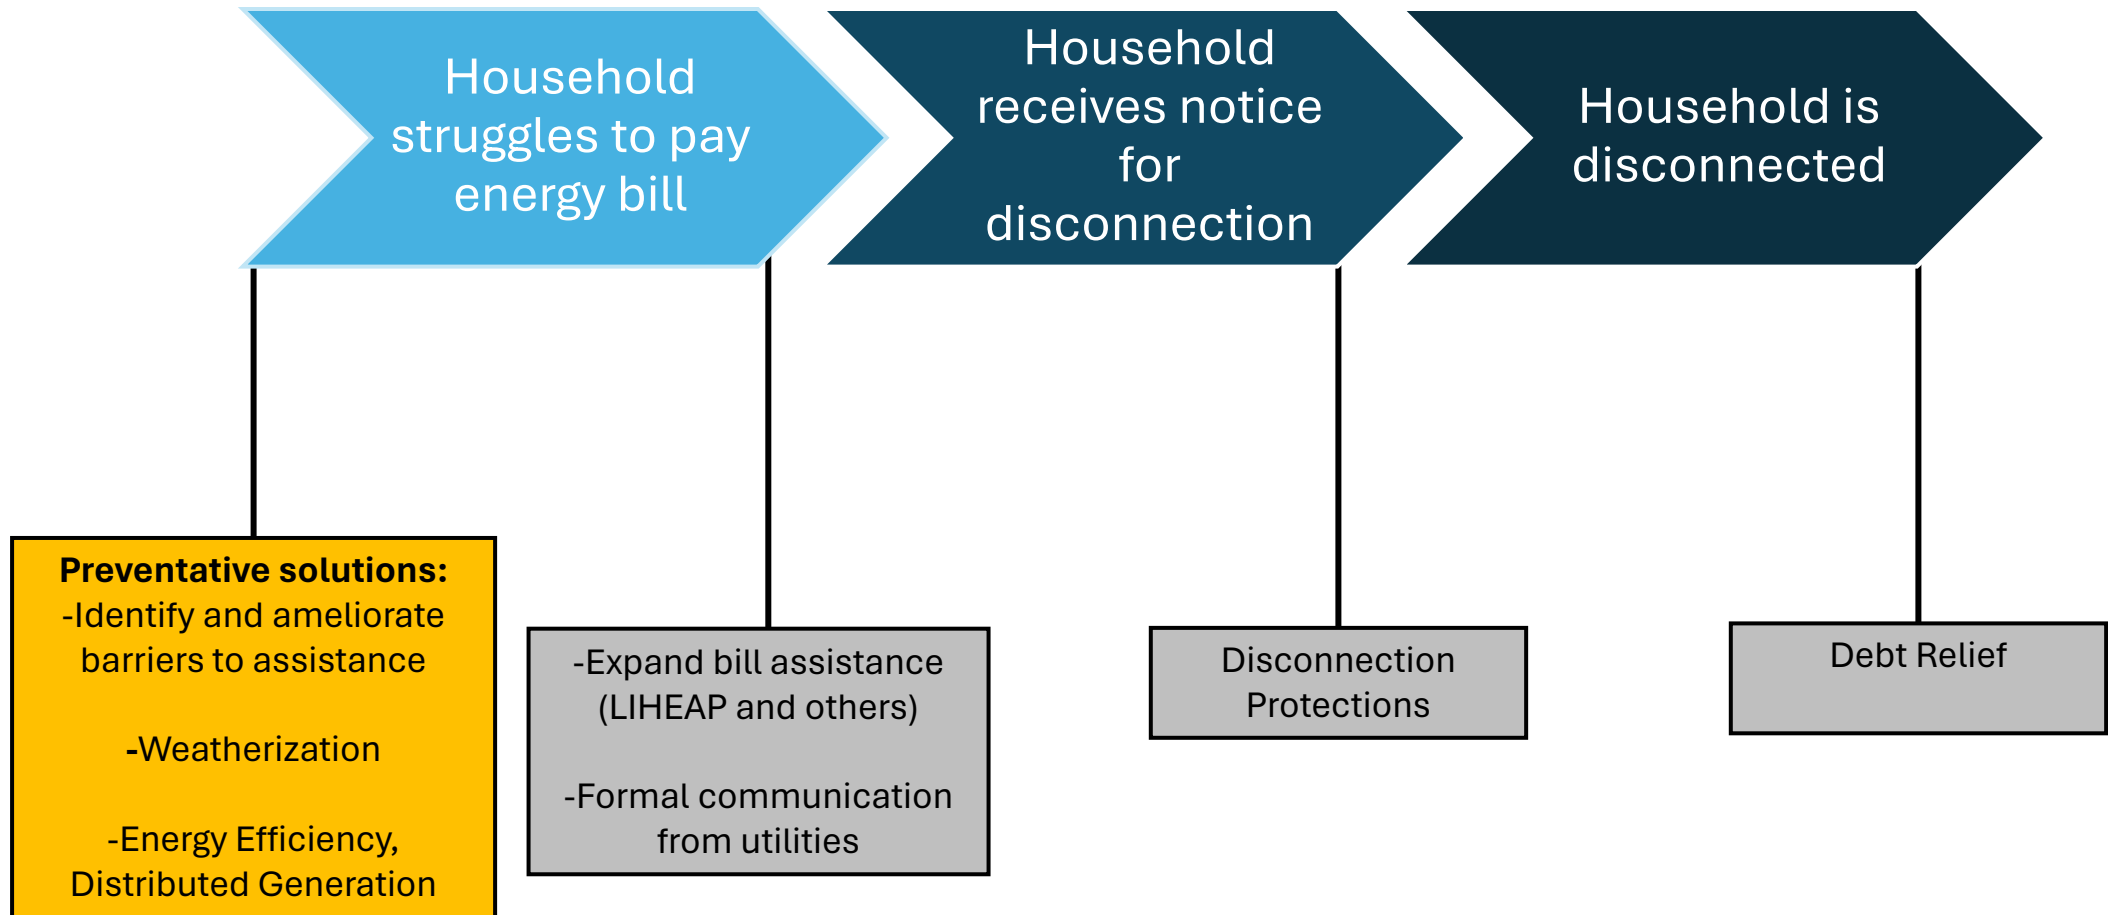 Household
struggles to pay
energy bill
Household
receives notice
for
disconnection
Household is
disconnected
Preventative solutions:
-Identify and ameliorate
barriers to assistance
-Weatherization
-Energy Efficiency,
Distributed Generation
-Expand bill assistance
(LIHEAP and others)
-Formal communication
from utilities
Disconnection
Protections
Debt Relief